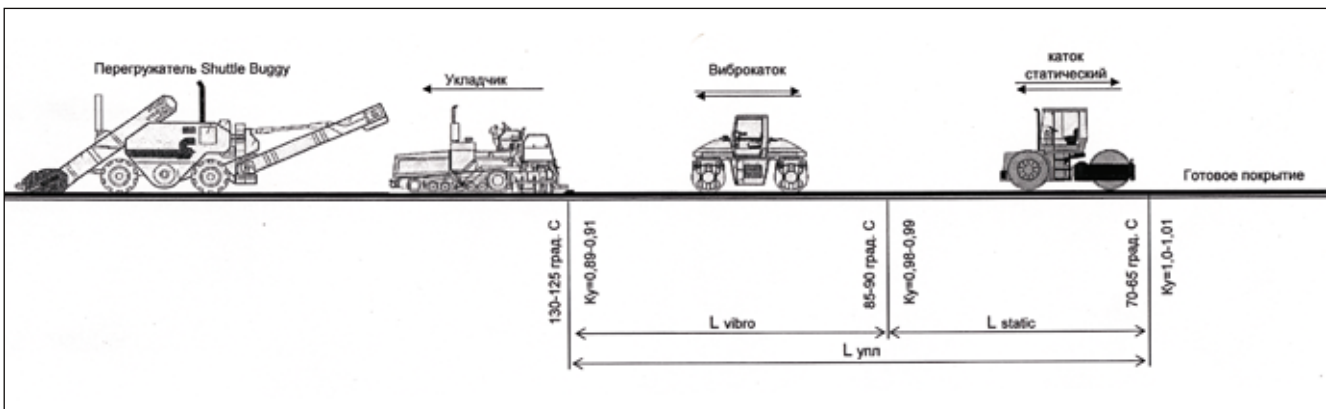 Перегружатель Shuttle Buggy
Укладчик
Виброкаток
каток
статический
Готовое покрытие
130-125 град. С
Ку=0,89-0,91
85-90 град. С
Ку=0,98-0,99
70-65 град. С
Ку=1,0-1,01
L vibro
L static
L упл